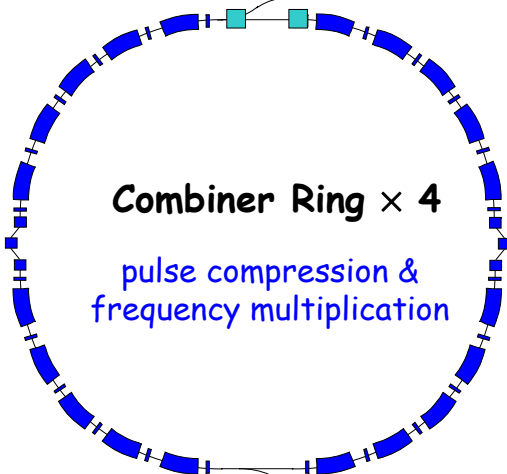 Combiner Ring × 4
pulse compression &
frequency multiplication